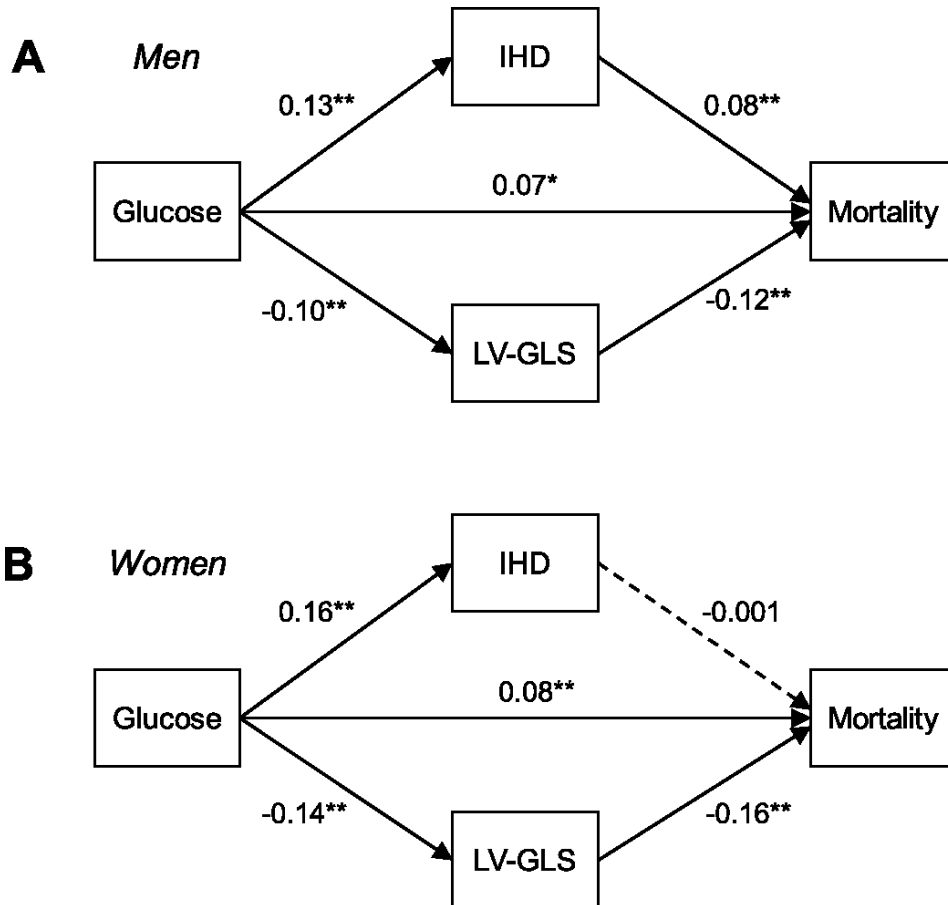 A Men
IHD
0.13**
0.08**
Glucose
0.07*
Mortality
-0.10**
-0.12**
LV-GLS
B Women
IHD
0.16**
-0.001
Glucose
0.08**
Mortality
-0.14**
-0.16**
LV-GLS